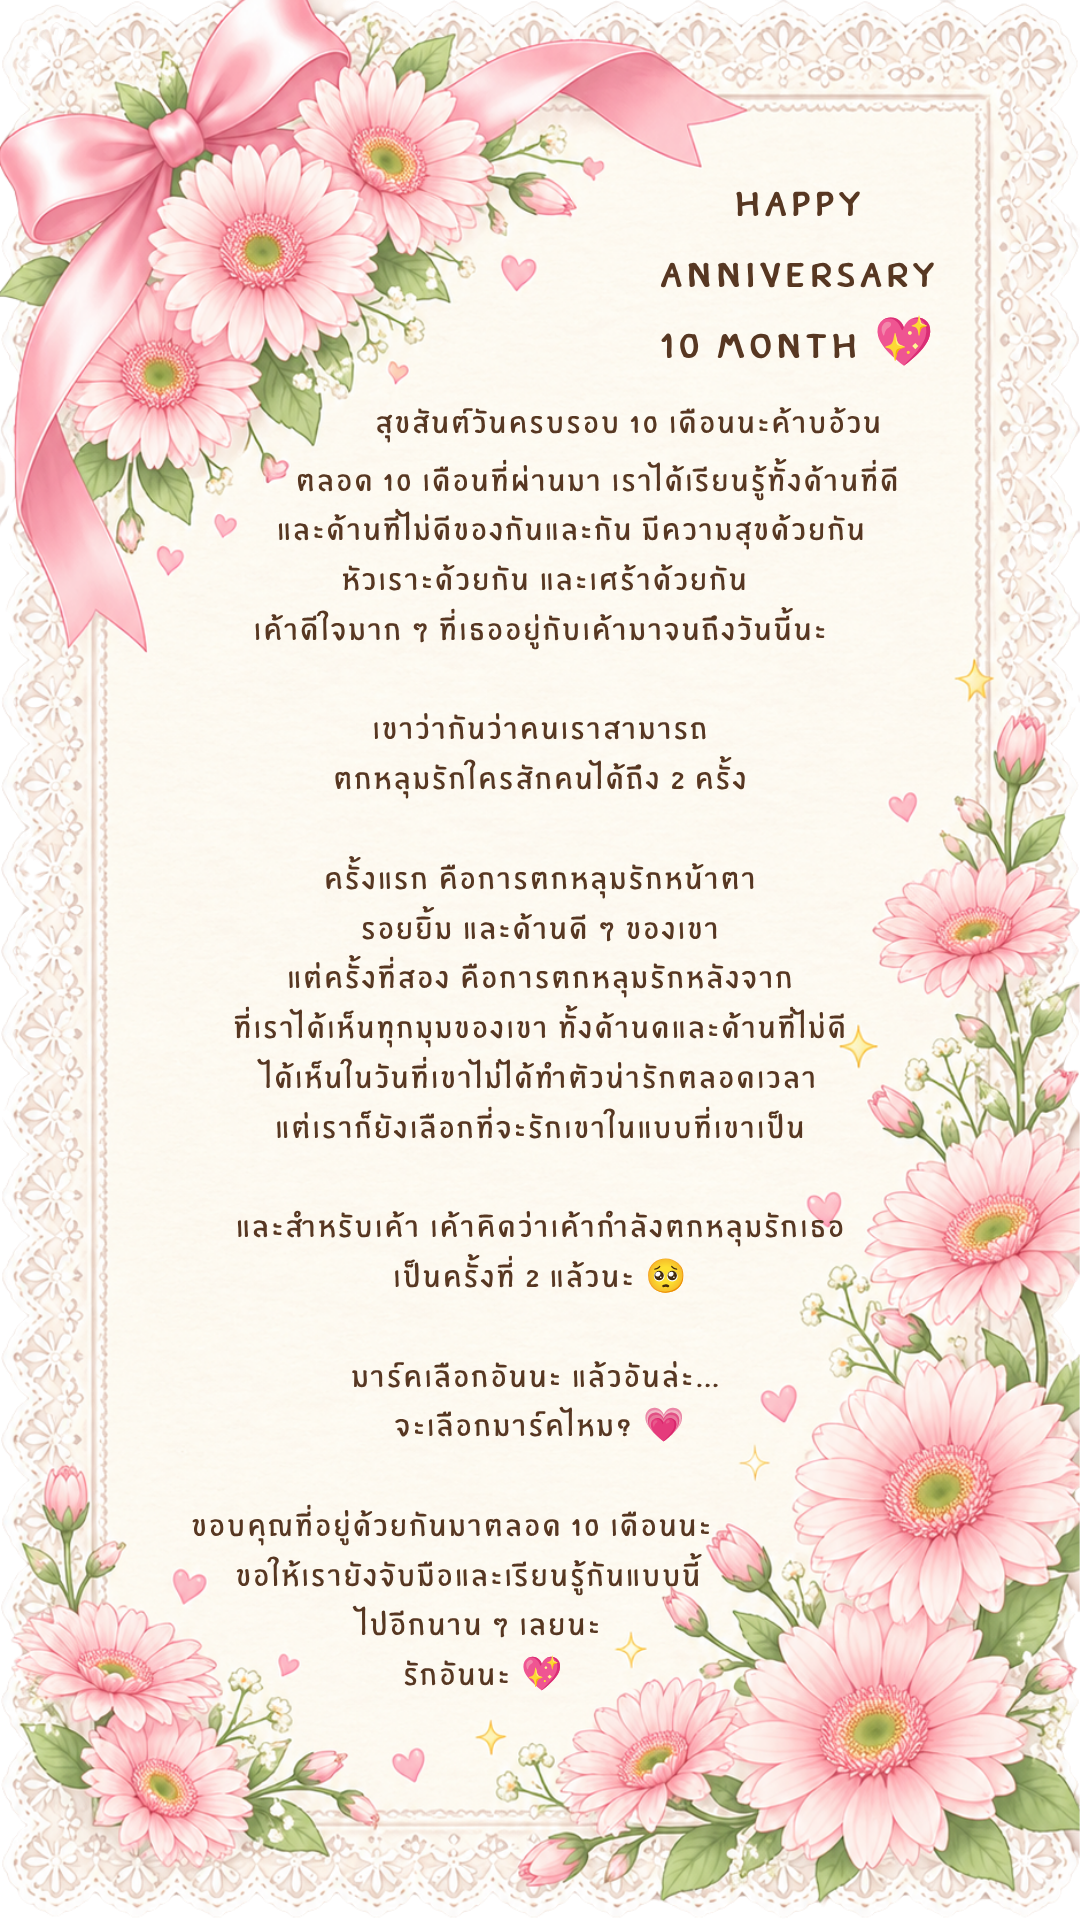 HAPPY
ANNIVERSARY
10 MONTH 💖
สุขสันต์วันครบรอบ 10 เดือนนะค้าบอ้วน
ตลอด 10 เดือนที่ผ่านมา เราได้เรียนรู้ทั้งด้านที่ดี
และด้านที่ไม่ดีของกันและกัน มีความสุขด้วยกัน
หัวเราะด้วยกัน และเศร้าด้วยกัน
เค้าดีใจมาก ๆ ที่เธออยู่กับเค้ามาจนถึงวันนี้นะ
เขาว่ากันว่าคนเราสามารถ
ตกหลุมรักใครสักคนได้ถึง 2 ครั้ง
ครั้งแรก คือการตกหลุมรักหน้าตา
รอยยิ้ม และด้านดี ๆ ของเขา
แต่ครั้งที่สอง คือการตกหลุมรักหลังจาก
ที่เราได้เห็นทุกมุมของเขา ทั้งด้านดและด้านที่ไม่ดี
ได้เห็นในวันที่เขาไม่ได้ทำตัวน่ารักตลอดเวลา
แต่เราก็ยังเลือกที่จะรักเขาในแบบที่เขาเป็น
และสำหรับเค้า เค้าคิดว่าเค้ากำลังตกหลุมรักเธอ
เป็นครั้งที่ 2 แล้วนะ 🥺
มาร์คเลือกอันนะ แล้วอันล่ะ...
จะเลือกมาร์คไหม? 💗
ขอบคุณที่อยู่ด้วยกันมาตลอด 10 เดือนนะ
ขอให้เรายังจับมือและเรียนรู้กันแบบนี้
ไปอีกนาน ๆ เลยนะ
รักอันนะ 💖